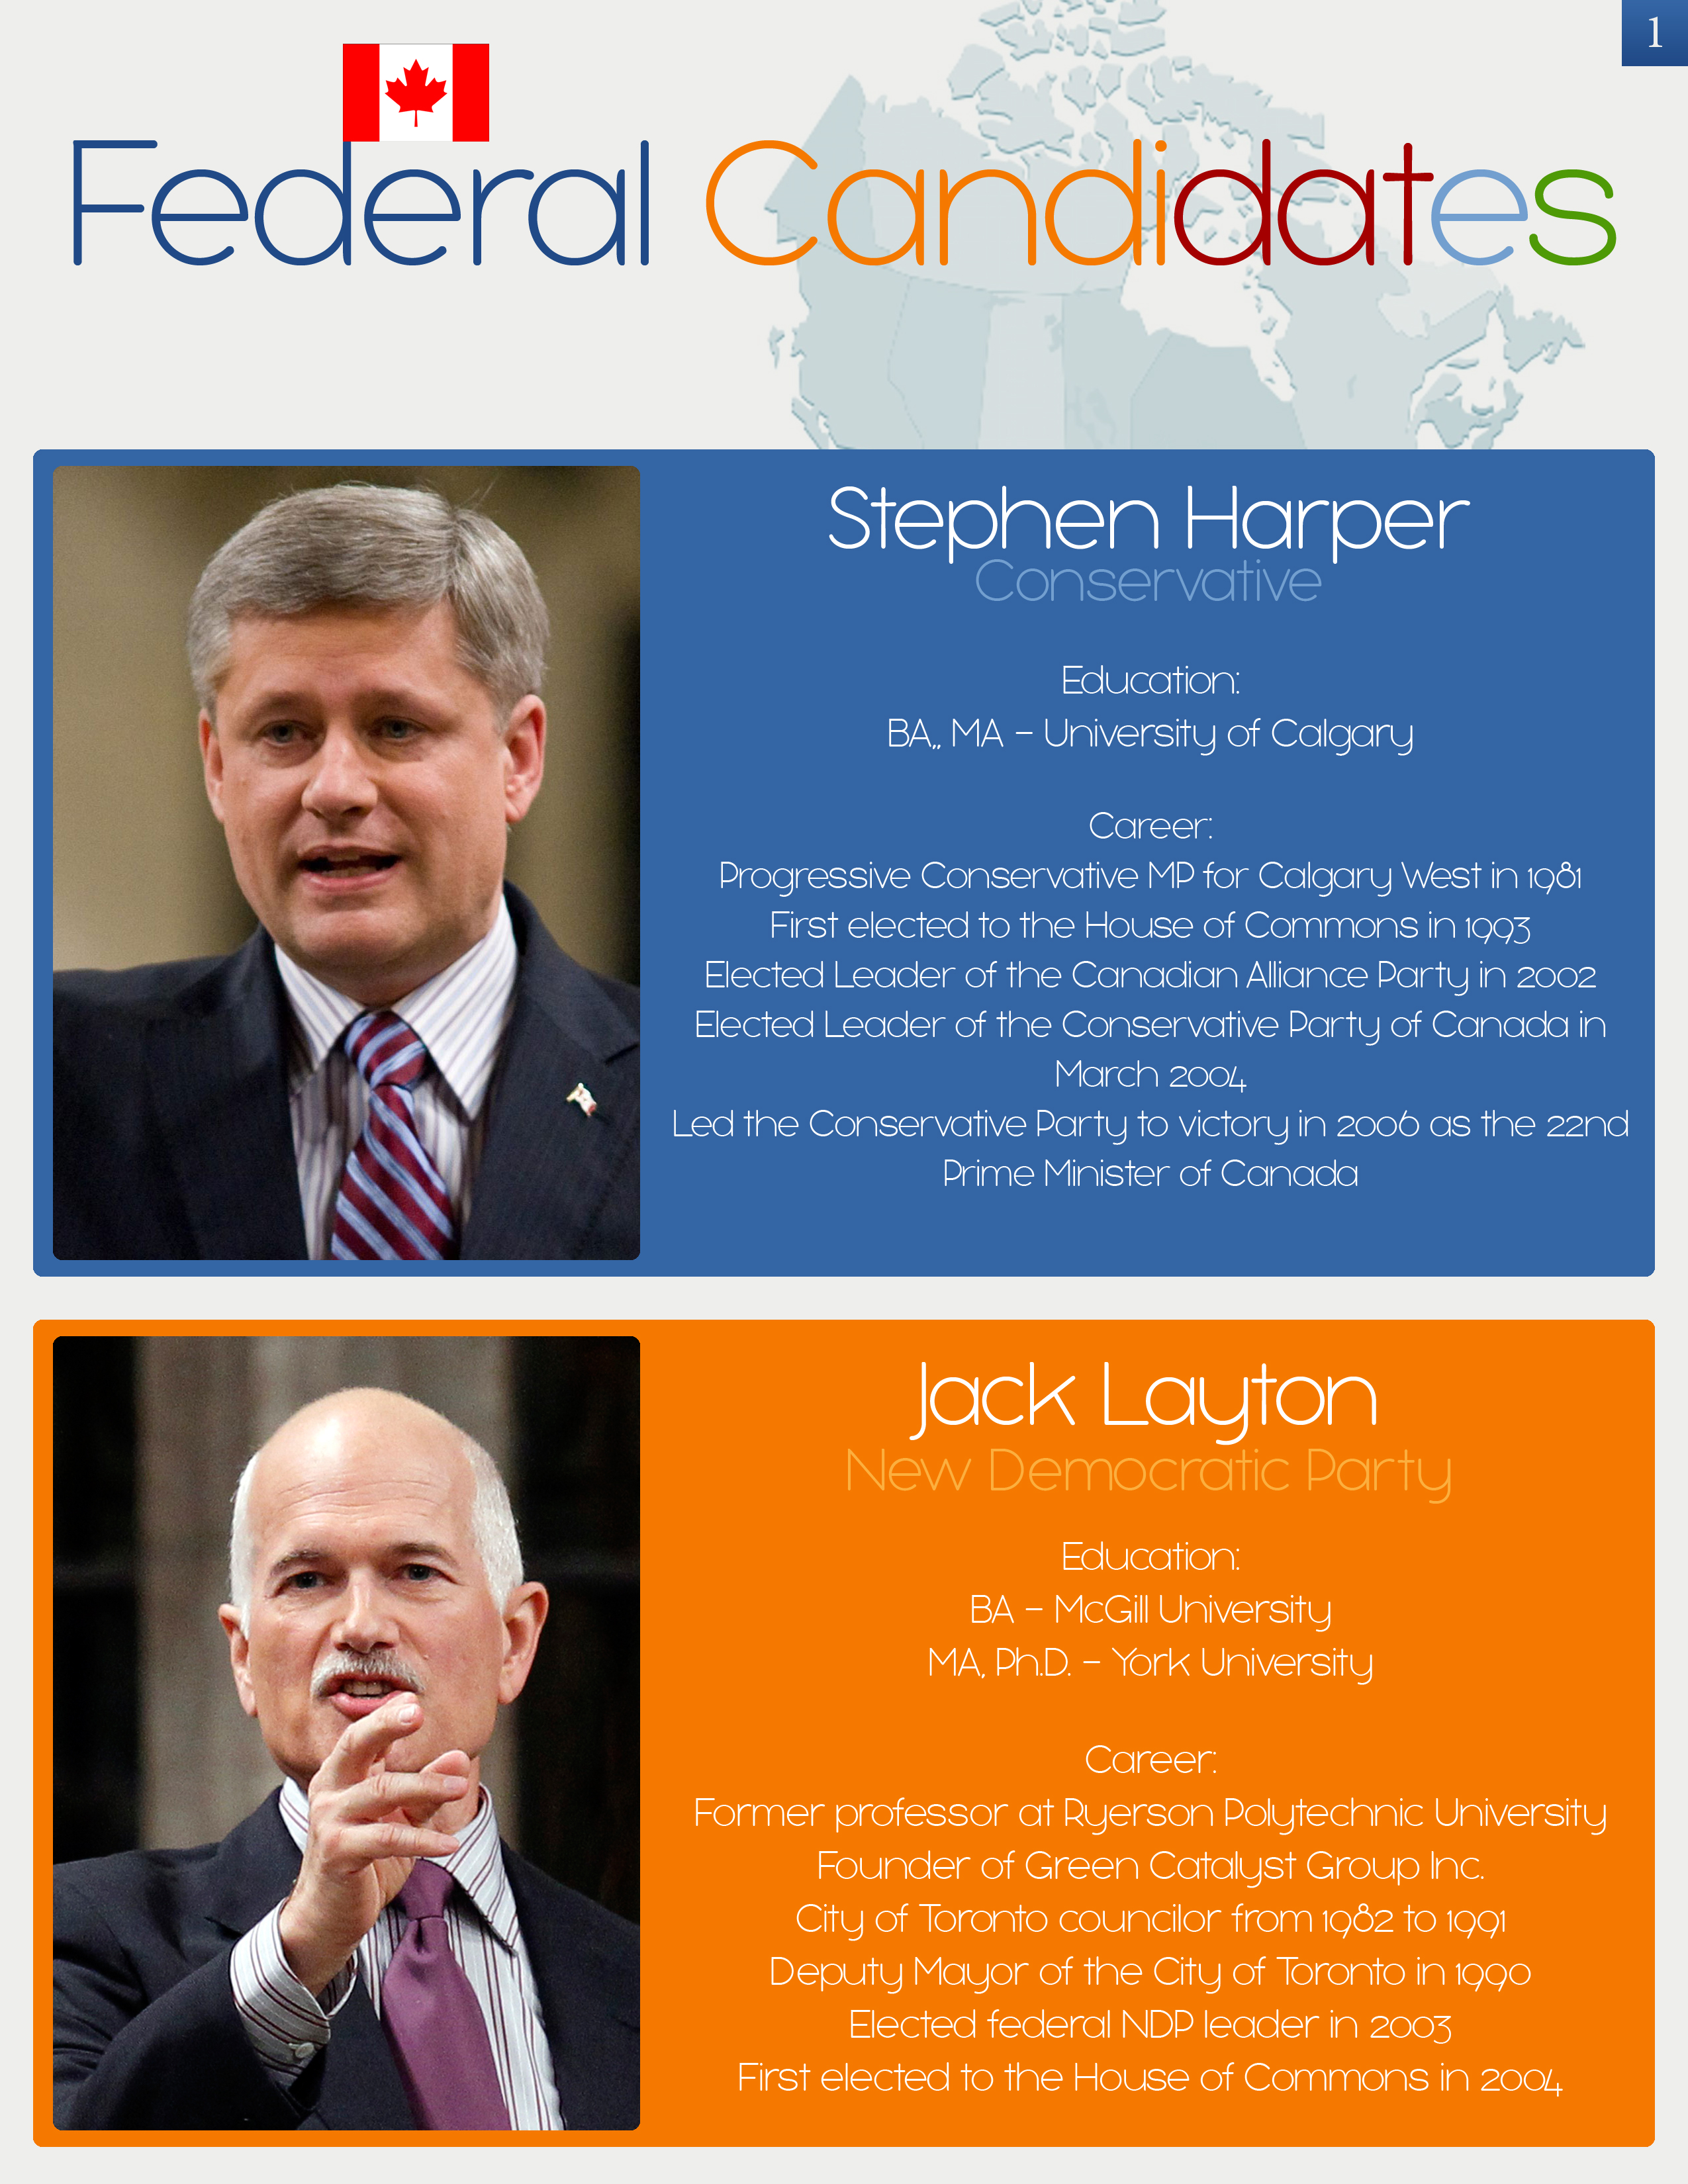 1
Federal Candidates
Stephen Harper
Conservative
Education:
BA,, MA – University of Calgary
Career:
Progressive Conservative MP for Calgary West in 1981
First elected to the House of Commons in 1993
Elected Leader of the Canadian Alliance Party in 2002
Elected Leader of the Conservative Party of Canada in
March 2004
Led the Conservative Party to victory in 2006 as the 22nd
Prime Minister of Canada
Jack Layton
New Democratic Party
Education:
BA – McGill University
MA, Ph.D. – York University
Career:
Former professor at Ryerson Polytechnic University
Founder of Green Catalyst Group Inc.
City of Toronto councilor from 1982 to 1991
Deputy Mayor of the City of Toronto in 1990
Elected federal NDP leader in 2003
First elected to the House of Commons in 2004